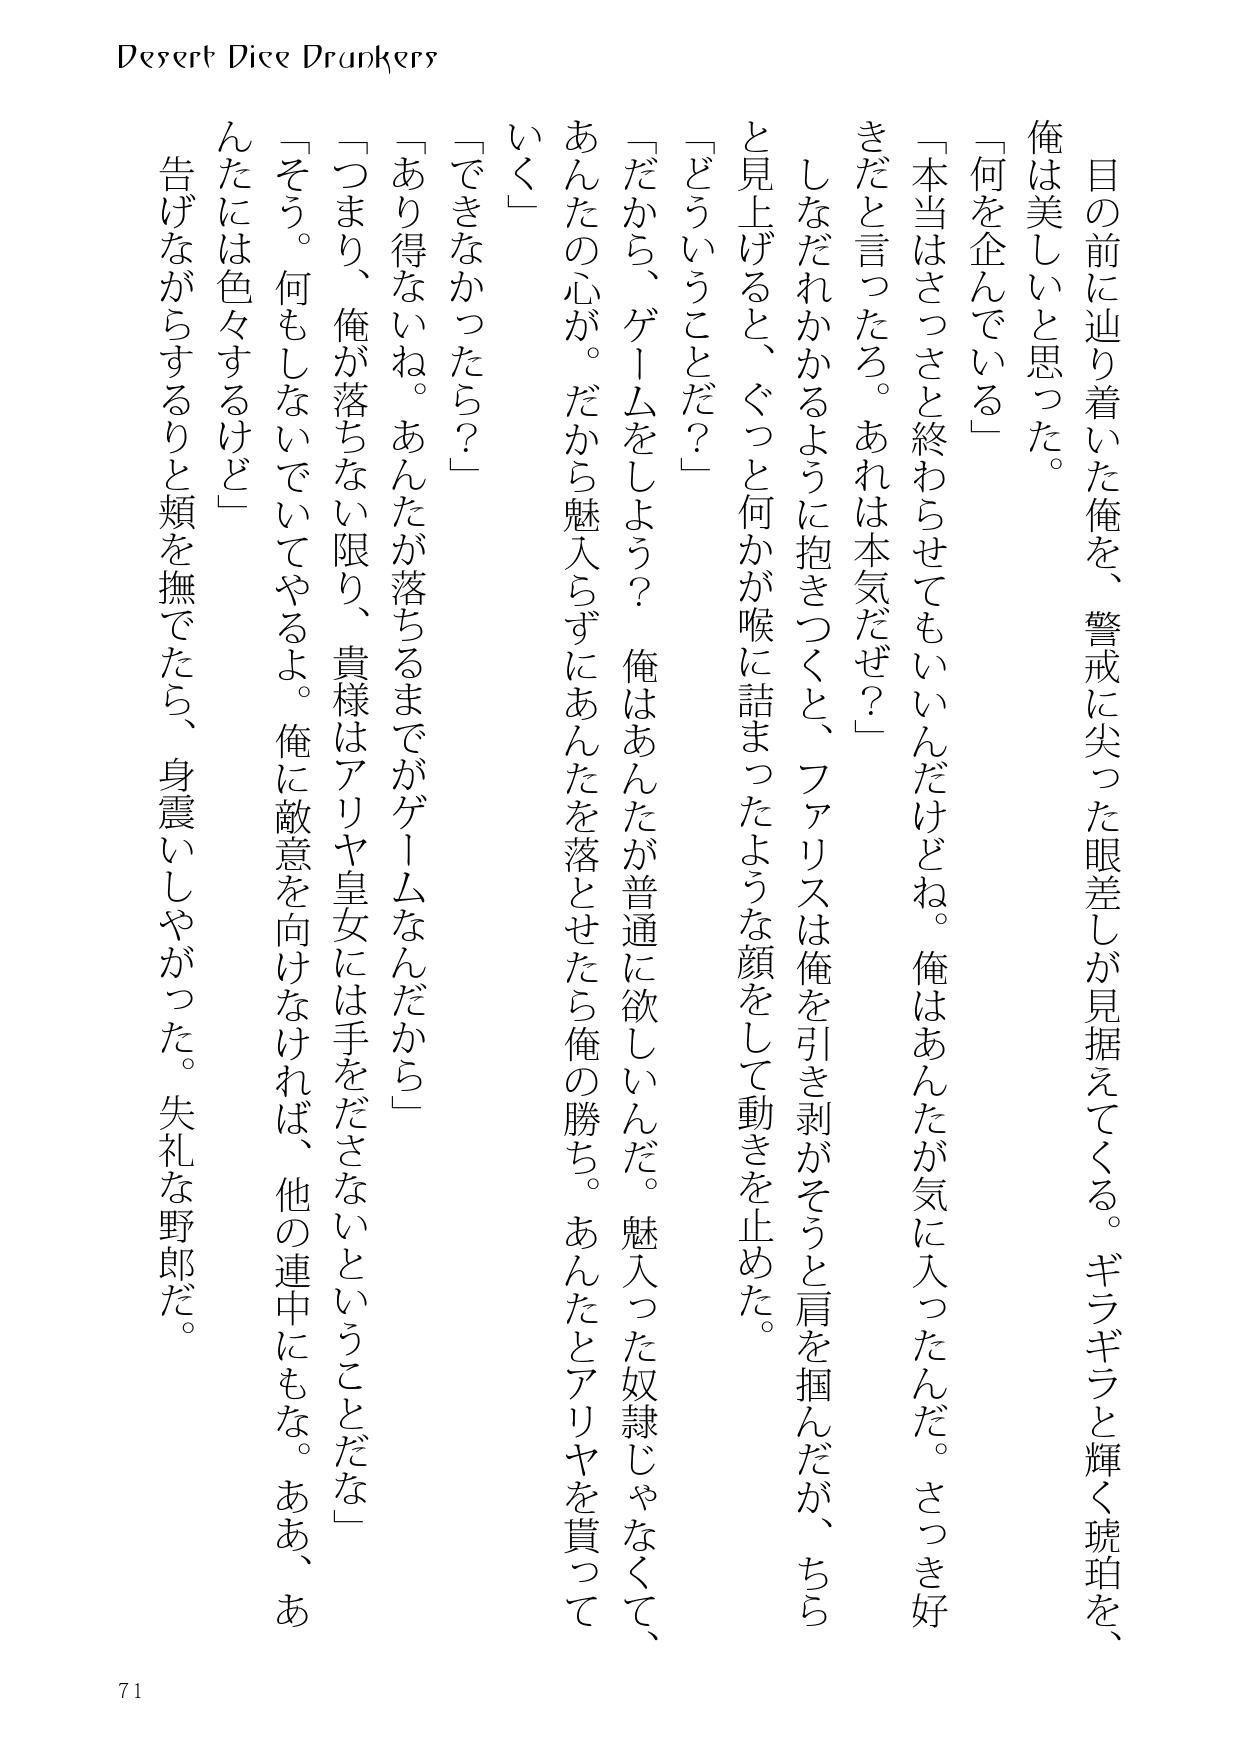 Desert Dice Drunkers
　目の前に辿り着いた俺を、警戒に尖った眼差しが見据えてくる。ギラギラと輝く琥珀を、
俺は美しいと思った。
「何を企んでいる」
「本当はさっさと終わらせてもいいんだけどね。俺はあんたが気に入ったんだ。さっき好
きだと言ったろ。あれは本気だぜ？」
　しなだれかかるように抱きつくと、ファリスは俺を引き剥がそうと肩を掴んだが、ちら
と見上げると、ぐっと何かが喉に詰まったような顔をして動きを止めた。
「どういうことだ？」
「だから、ゲームをしよう？　俺はあんたが普通に欲しいんだ。魅入った奴隷じゃなくて、
あんたの心が。だから魅入らずにあんたを落とせたら俺の勝ち。あんたとアリヤを貰って
いく」
「できなかったら？」
「あり得ないね。あんたが落ちるまでがゲームなんだから」
「つまり、俺が落ちない限り、貴様はアリヤ皇女には手をださないということだな」
「そう。何もしないでいてやるよ。俺に敵意を向けなければ、他の連中にもな。ああ、あ
んたには色々するけど」
　告げながらするりと頬を撫でたら、身震いしやがった。失礼な野郎だ。
71